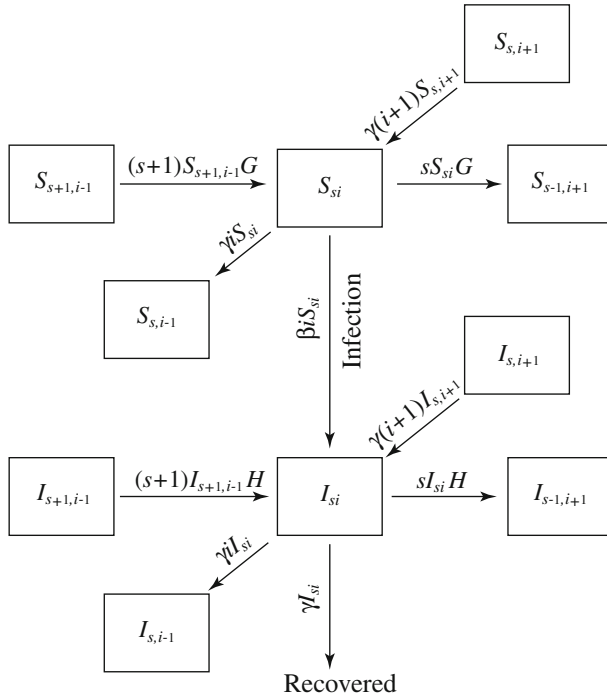 S_{s,i+1}
γ(i+1)S_{s,i+1}
S_{s+1,i-1}
(s+1)S_{s+1,i-1}G
S_{si}
sS_{si}G
S_{s-1,i+1}
γiS_{si}
S_{s,i-1}
βiS_{si}
Infection
I_{s,i+1}
γ(i+1)I_{s,i+1}
I_{s+1,i-1}
(s+1)I_{s+1,i-1}H
I_{si}
sI_{si}H
I_{s-1,i+1}
γiI_{si}
I_{s,i-1}
γI_{si}
Recovered